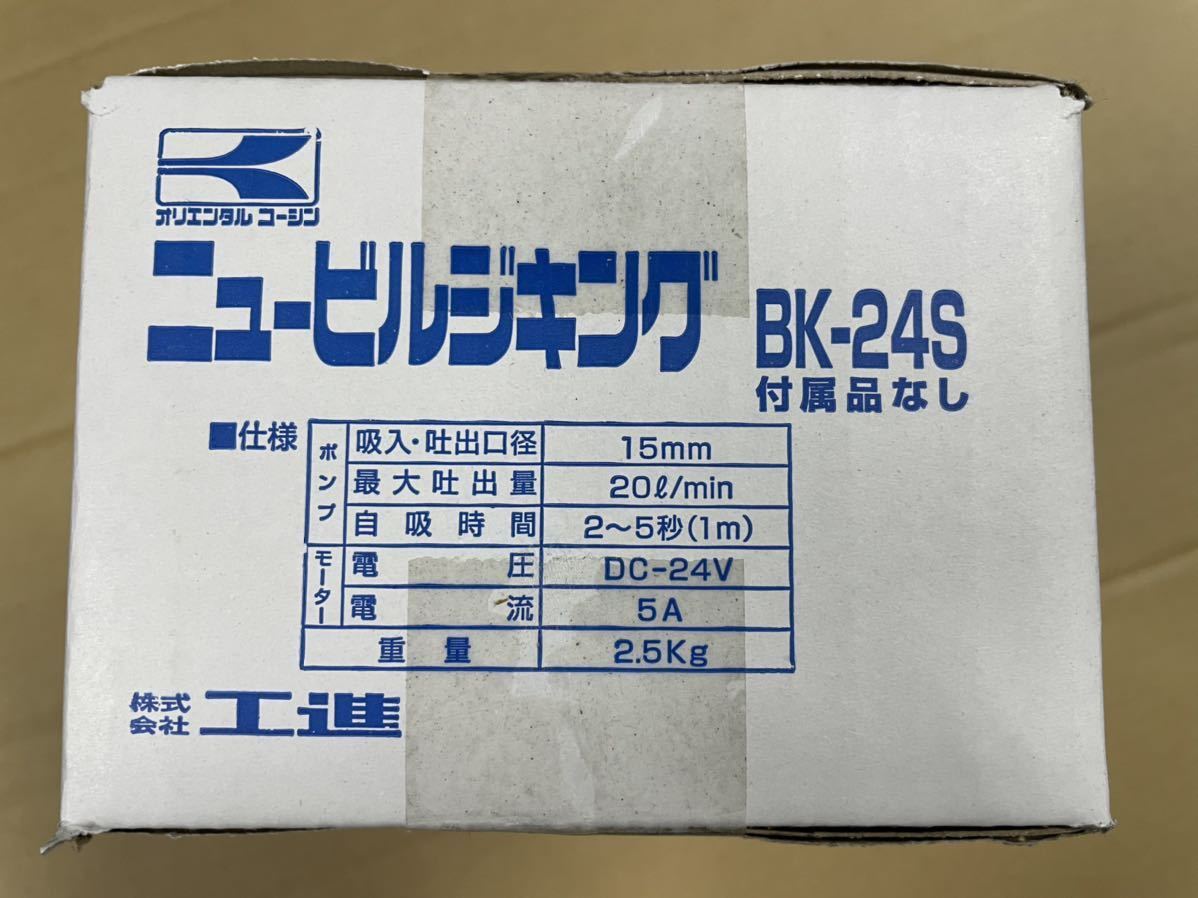 オリエンタル コーシン
ニュービルジキング BK-24S
付属品なし
■仕様
ポンプ 吸入・吐出口径 15mm
最大吐出量 20ℓ/min
自吸時間 2〜5秒(1m)
モーター 電圧 DC-24V
電流 5A
重量 2.5Kg
株式会社 工進